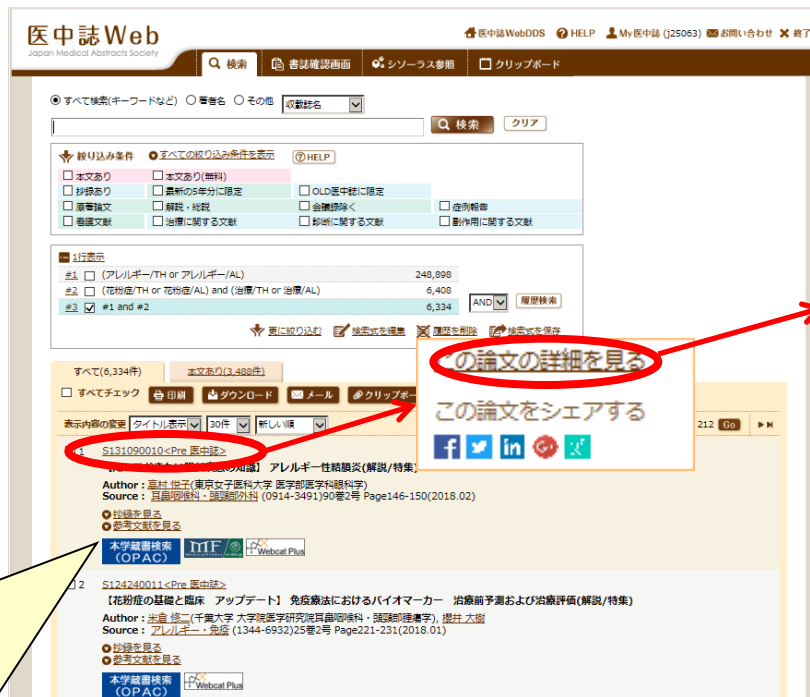 医中誌Web
Japan Medical Abstracts Society
医中誌WebDDS HELP My医中誌 (j25063) お問い合わせ 終了
検索 書誌確認画面 シソーラス参照 クリップボード
すべて検索(キーワードなど) 著者名 その他 収載誌名
検索 クリア
絞り込み条件 すべての絞り込み条件を表示 HELP
本文あり 本文あり(無料)
抄録あり 最新の5年分に限定 OLD医中誌に限定
原著論文 解説・総説 会議録除く 症例報告
看護文献 治療に関する文献 診断に関する文献 副作用に関する文献
1行表示
#1 (アレルギー/TH or アレルギー/AL) 248,898
#2 (花粉症/TH or 花粉症/AL) and (治療/TH or 治療/AL) 6,408
#3 #1 and #2 6,334 AND 履歴検索
更に絞り込む 検索式を編集 履歴を削除 検索式を保存
この論文の詳細を見る
この論文をシェアする
すべて(6,334件) 本文あり(3,488件)
すべてチェック 印刷 ダウンロード メール クリップボー
表示内容の変更 タイトル表示 30件 新しい順 212 Go
1 S131090010<Pre 医中誌>
アレルギー性結膜炎(解説/特集)
Author : 高村 悦子(東京女子医科大学 医学部医学科眼科学)
Source : 耳鼻咽喉科・頭頸部外科 (0914-3491)90巻2号 Page146-150(2018.02)
抄録を見る
参考文献を見る
本学蔵書検索 (OPAC) Webcat Plus
2 S124240011<Pre 医中誌>
【花粉症の基礎と臨床 アップデート】 免疫療法におけるバイオマーカー 治療前予測および治療評価(解説/特集)
Author : 米倉 修二(千葉大学 大学院医学研究院耳鼻咽喉科・頭頸部腫瘍学), 櫻井 大樹
Source : アレルギー・免疫 (1344-6932)25巻2号 Page221-231(2018.01)
抄録を見る
参考文献を見る
本学蔵書検索 (OPAC) Webcat Plus